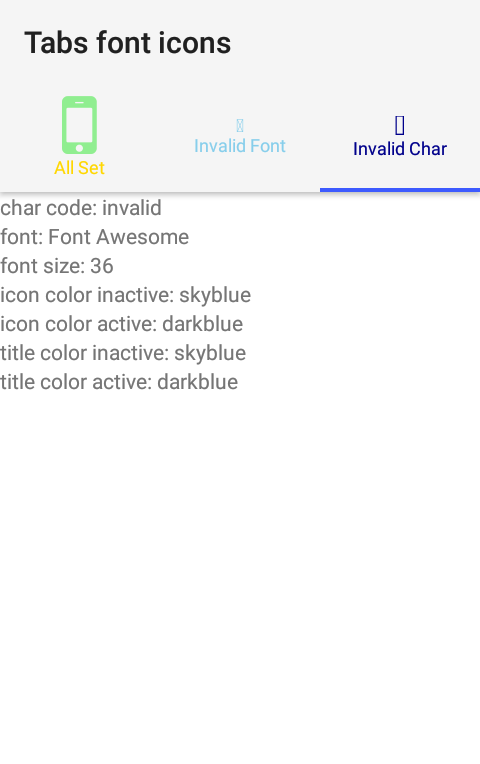 Tabs font icons
All Set
Invalid Font
Invalid Char
char code: invalid
font: Font Awesome
font size: 36
icon color inactive: skyblue
icon color active: darkblue
title color inactive: skyblue
title color active: darkblue